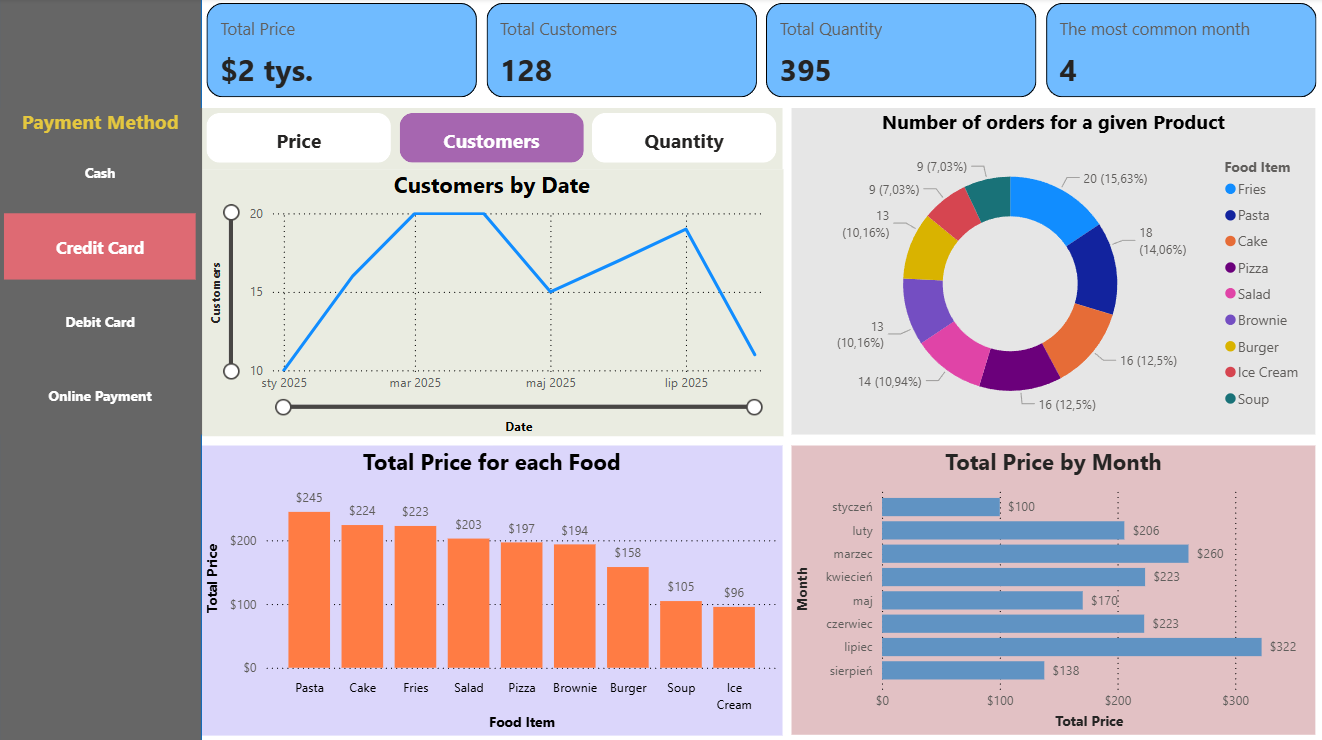 Payment Method
Cash
Credit Card
Debit Card
Online Payment
Total Price
$2 tys.
Total Customers
128
Total Quantity
395
The most common month
4
Price
Customers
Quantity
Customers by Date
Customers
20
15
10
sty 2025
mar 2025
maj 2025
lip 2025
Date
Number of orders for a given Product
20 (15,63%)
18
(14,06%)
16 (12,5%)
16 (12,5%)
14 (10,94%)
13
(10,16%)
13
(10,16%)
9 (7,03%)
9 (7,03%)
Food Item
Fries
Pasta
Cake
Pizza
Salad
Brownie
Burger
Ice Cream
Soup
Total Price for each Food
Total Price
$200
$100
$0
$245
$224
$223
$203
$197
$194
$158
$105
$96
Pasta
Cake
Fries
Salad
Pizza
Brownie
Burger
Soup
Ice
Cream
Food Item
Total Price by Month
Month
styczeń
$100
luty
$206
marzec
$260
kwiecień
$223
maj
$170
czerwiec
$223
lipiec
$322
sierpień
$138
$0
$100
$200
$300
Total Price